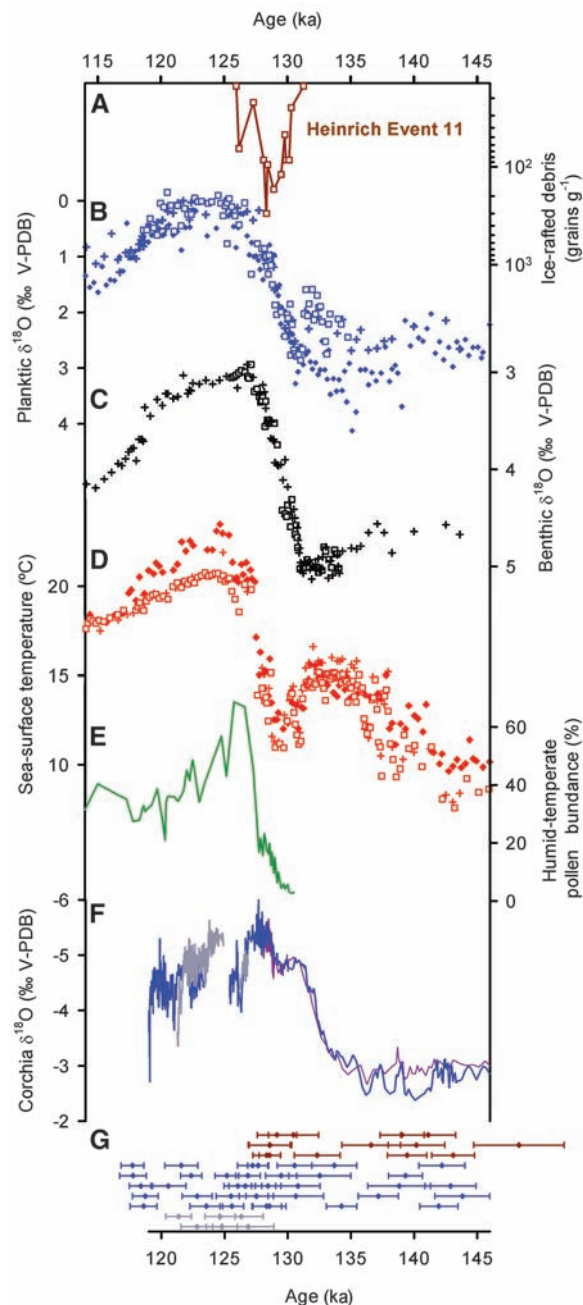 Age (ka)
115 120 125 130 135 140 145
A
Heinrich Event 11
10²
10³
Ice-rafted debris
(grains g⁻¹)
B
0
1
2
3
4
Planktic δ¹⁸O (‰ V-PDB)
C
3
4
5
Benthic δ¹⁸O (‰ V-PDB)
D
20
15
10
Sea-surface temperature (ºC)
E
60
40
20
0
Humid-temperate
pollen bundance (%)
F
-6
-5
-4
-3
-2
Corchia δ¹⁸O (‰ V-PDB)
G
120 125 130 135 140 145
Age (ka)